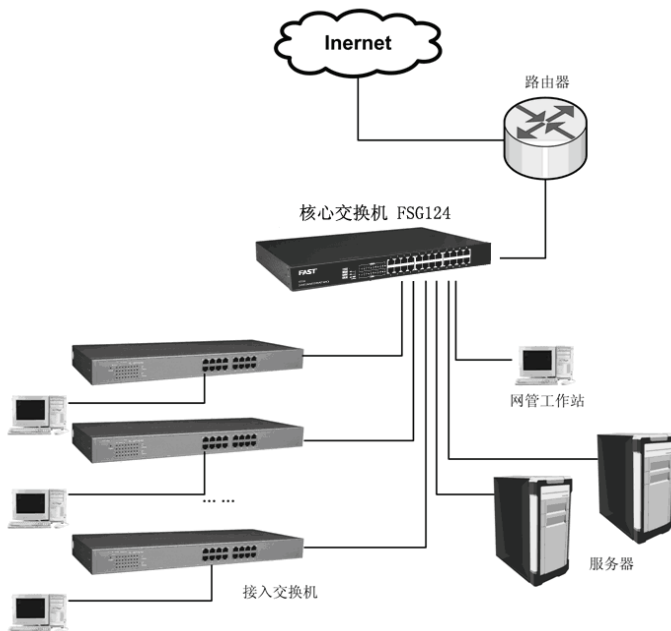 Inernet
路由器
核心交换机 FSG124
FAST
网管工作站
... ...
服务器
接入交换机